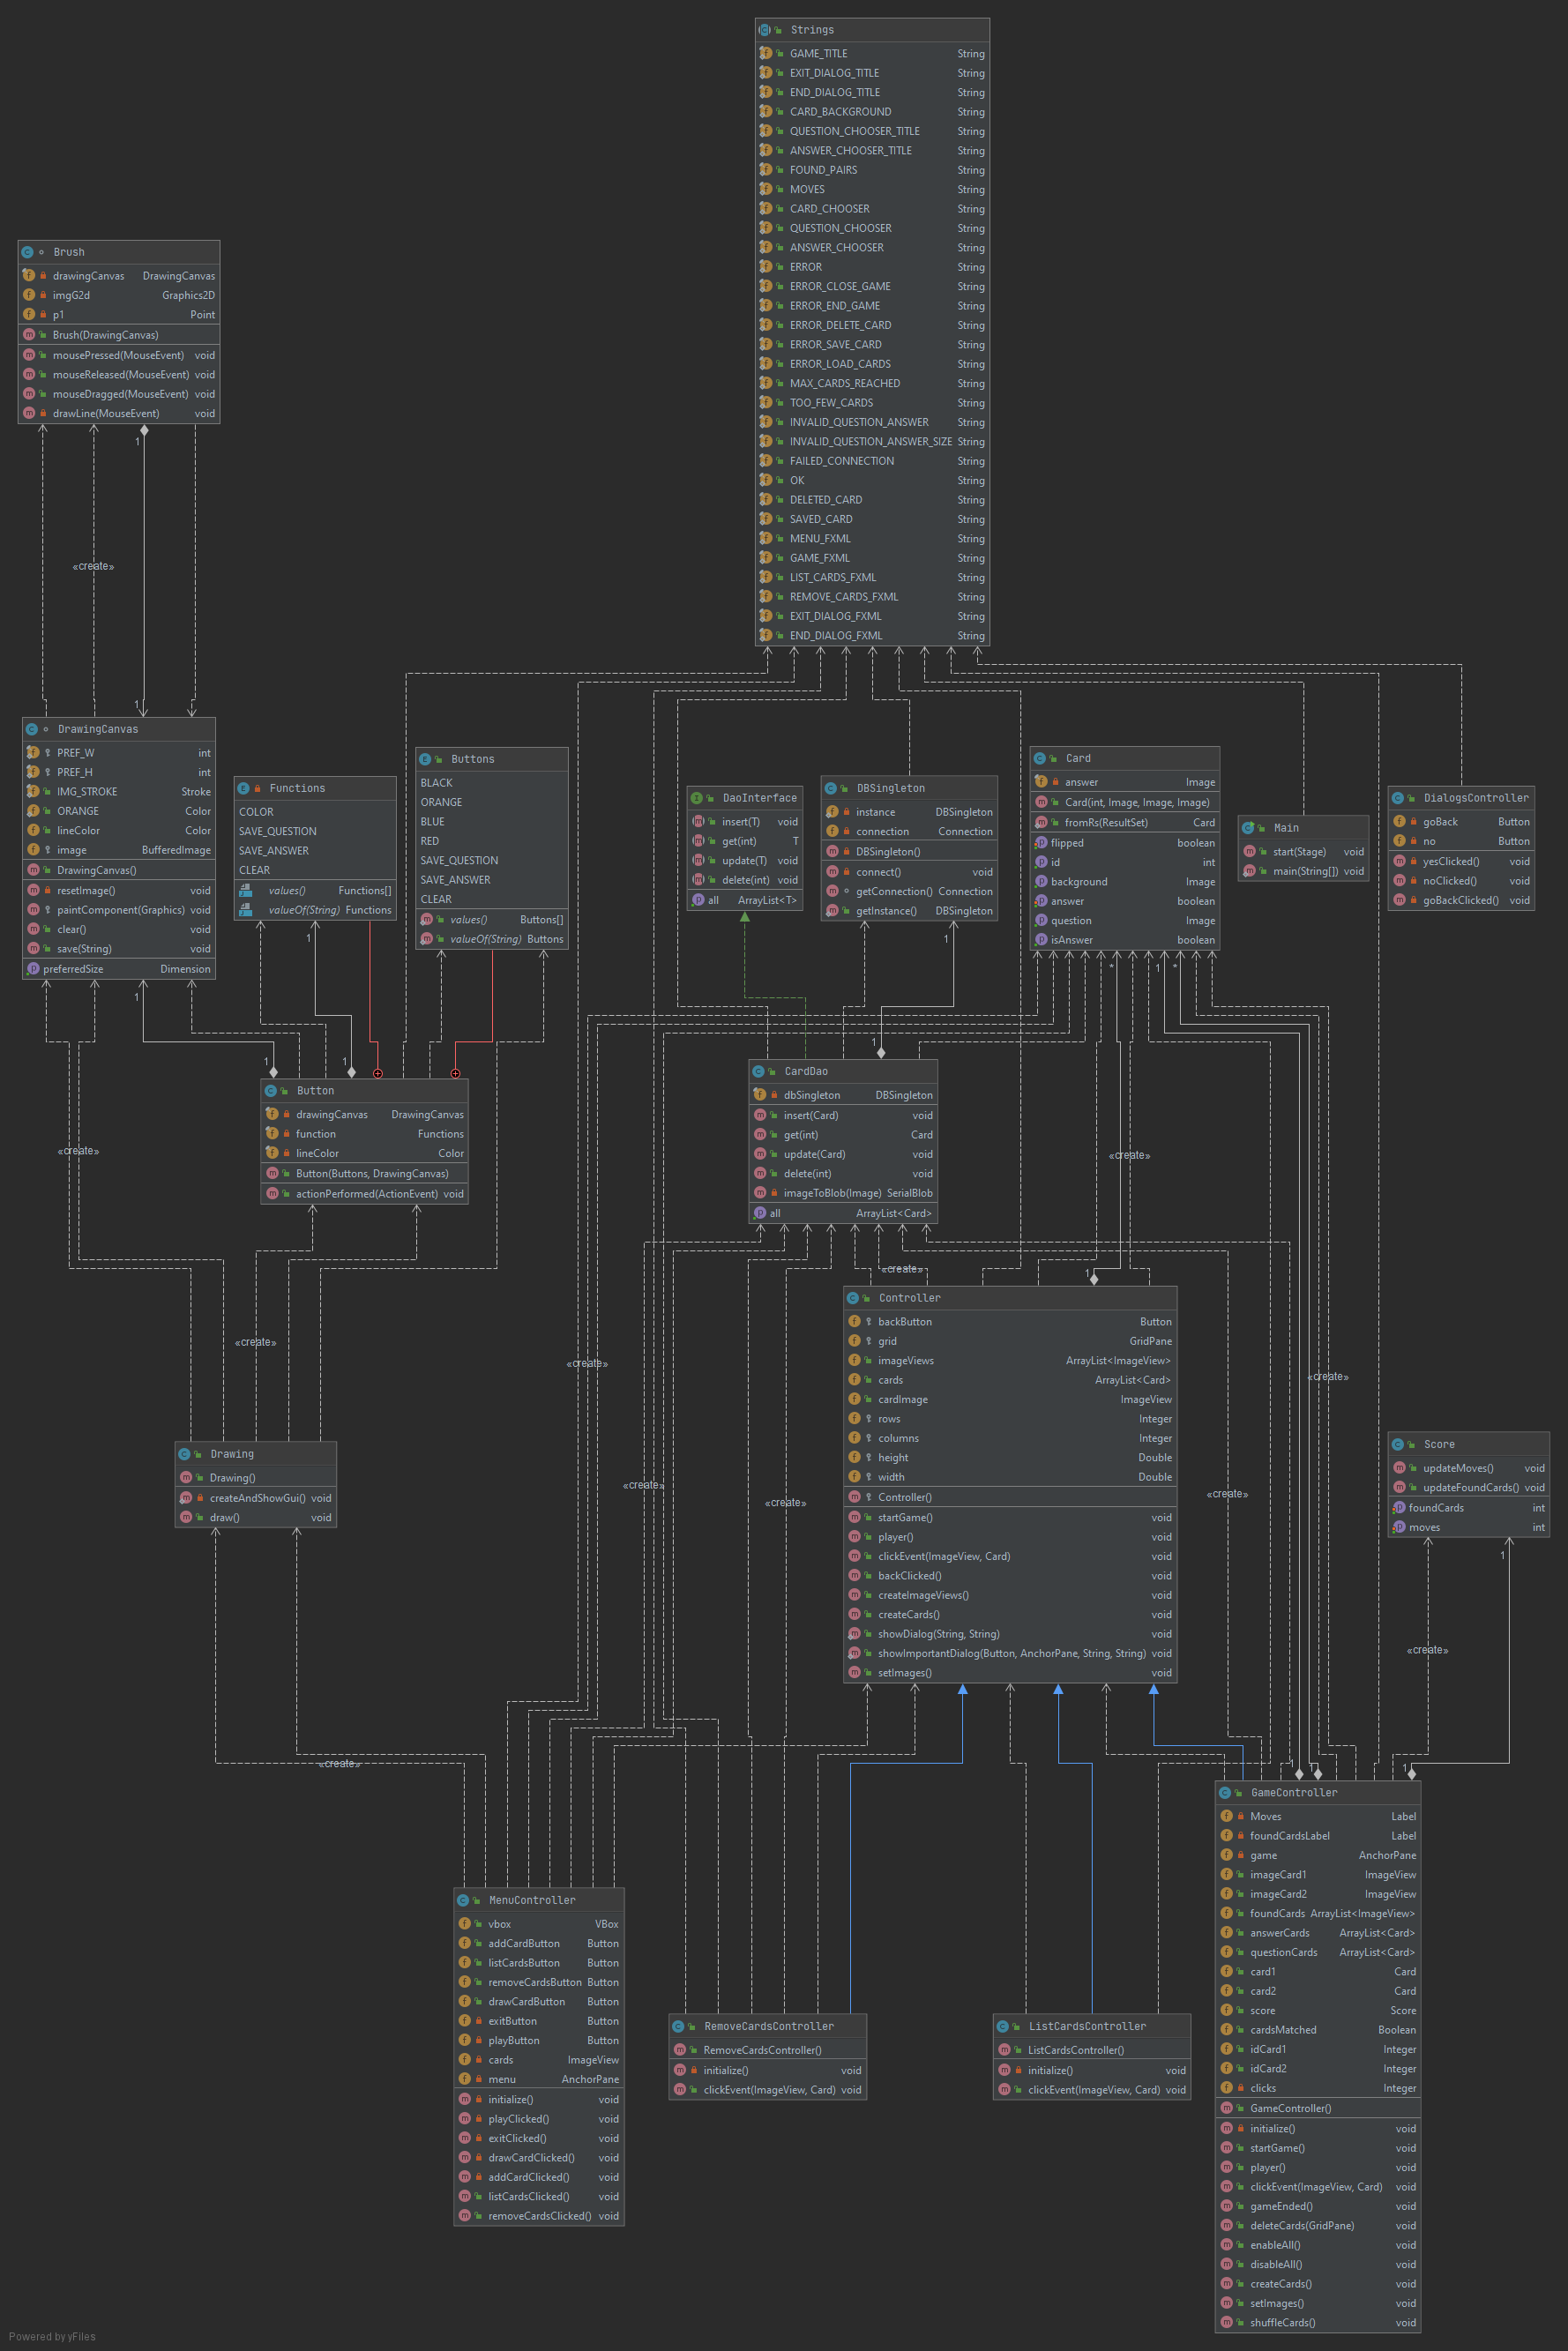 Strings
GAME_TITLE String
EXIT_DIALOG_TITLE String
END_DIALOG_TITLE String
CARD_BACKGROUND String
QUESTION_CHOOSER_TITLE String
ANSWER_CHOOSER_TITLE String
FOUND_PAIRS String
MOVES String
CARD_CHOOSER String
QUESTION_CHOOSER String
ANSWER_CHOOSER String
ERROR String
ERROR_CLOSE_GAME String
ERROR_END_GAME String
ERROR_DELETE_CARD String
ERROR_SAVE_CARD String
ERROR_LOAD_CARDS String
MAX_CARDS_REACHED String
TOO_FEW_CARDS String
INVALID_QUESTION_ANSWER String
INVALID_QUESTION_ANSWER_SIZE String
FAILED_CONNECTION String
OK String
DELETED_CARD String
SAVED_CARD String
MENU_FXML String
GAME_FXML String
LIST_CARDS_FXML String
REMOVE_CARDS_FXML String
EXIT_DIALOG_FXML String
END_DIALOG_FXML String
Brush
drawingCanvas DrawingCanvas
imgG2d Graphics2D
p1 Point
Brush(DrawingCanvas)
mousePressed(MouseEvent) void
mouseReleased(MouseEvent) void
mouseDragged(MouseEvent) void
drawLine(MouseEvent) void
1
«create»
1
DrawingCanvas
PREF_W int
PREF_H int
IMG_STROKE Stroke
ORANGE Color
lineColor Color
image BufferedImage
DrawingCanvas()
resetImage() void
paintComponent(Graphics) void
clear() void
save(String) void
preferredSize Dimension
1
Functions
COLOR
SAVE_QUESTION
SAVE_ANSWER
CLEAR
values() Functions[]
valueOf(String) Functions
1
Buttons
BLACK
ORANGE
BLUE
RED
SAVE_QUESTION
SAVE_ANSWER
CLEAR
values() Buttons[]
valueOf(String) Buttons
DaoInterface
insert(T) void
get(int) T
update(T) void
delete(int) void
all ArrayList<T>
DBSingleton
instance DBSingleton
connection Connection
DBSingleton()
connect() void
getConnection() Connection
getInstance() DBSingleton
1
Card
answer Image
Card(int, Image, Image, Image)
fromRs(ResultSet) Card
flipped boolean
id int
background Image
answer boolean
question Image
isAnswer boolean
*
1
*
Main
start(Stage) void
main(String[]) void
DialogsController
goBack Button
no Button
yesClicked() void
noClicked() void
goBackClicked() void
1
1
Button
drawingCanvas DrawingCanvas
function Functions
lineColor Color
Button(Buttons, DrawingCanvas)
actionPerformed(ActionEvent) void
«create»
1
CardDao
dbSingleton DBSingleton
insert(Card) void
get(int) Card
update(Card) void
delete(int) void
imageToBlob(Image) SerialBlob
all ArrayList<Card>
«create»
«create»
1
Controller
backButton Button
grid GridPane
imageViews ArrayList<ImageView>
cards ArrayList<Card>
cardImage ImageView
rows Integer
columns Integer
height Double
width Double
Controller()
startGame() void
player() void
clickEvent(ImageView, Card) void
backClicked() void
createImageViews() void
createCards() void
showDialog(String, String) void
showImportantDialog(Button, AnchorPane, String, String) void
setImages() void
«create»
«create»
«create»
«create»
«create»
«create»
Drawing
Drawing()
createAndShowGui() void
draw() void
Score
updateMoves() void
updateFoundCards() void
foundCards int
moves int
1
«create»
«create»
1
1
1
GameController
Moves Label
foundCardsLabel Label
game AnchorPane
imageCard1 ImageView
imageCard2 ImageView
foundCards ArrayList<ImageView>
answerCards ArrayList<Card>
questionCards ArrayList<Card>
card1 Card
card2 Card
score Score
cardsMatched Boolean
idCard1 Integer
idCard2 Integer
clicks Integer
GameController()
initialize() void
startGame() void
player() void
clickEvent(ImageView, Card) void
gameEnded() void
deleteCards(GridPane) void
enableAll() void
disableAll() void
createCards() void
setImages() void
shuffleCards() void
MenuController
vbox VBox
addCardButton Button
listCardsButton Button
removeCardsButton Button
drawCardButton Button
exitButton Button
playButton Button
cards ImageView
menu AnchorPane
initialize() void
playClicked() void
exitClicked() void
drawCardClicked() void
addCardClicked() void
listCardsClicked() void
removeCardsClicked() void
RemoveCardsController
RemoveCardsController()
initialize() void
clickEvent(ImageView, Card) void
ListCardsController
ListCardsController()
initialize() void
clickEvent(ImageView, Card) void
Powered by yFiles